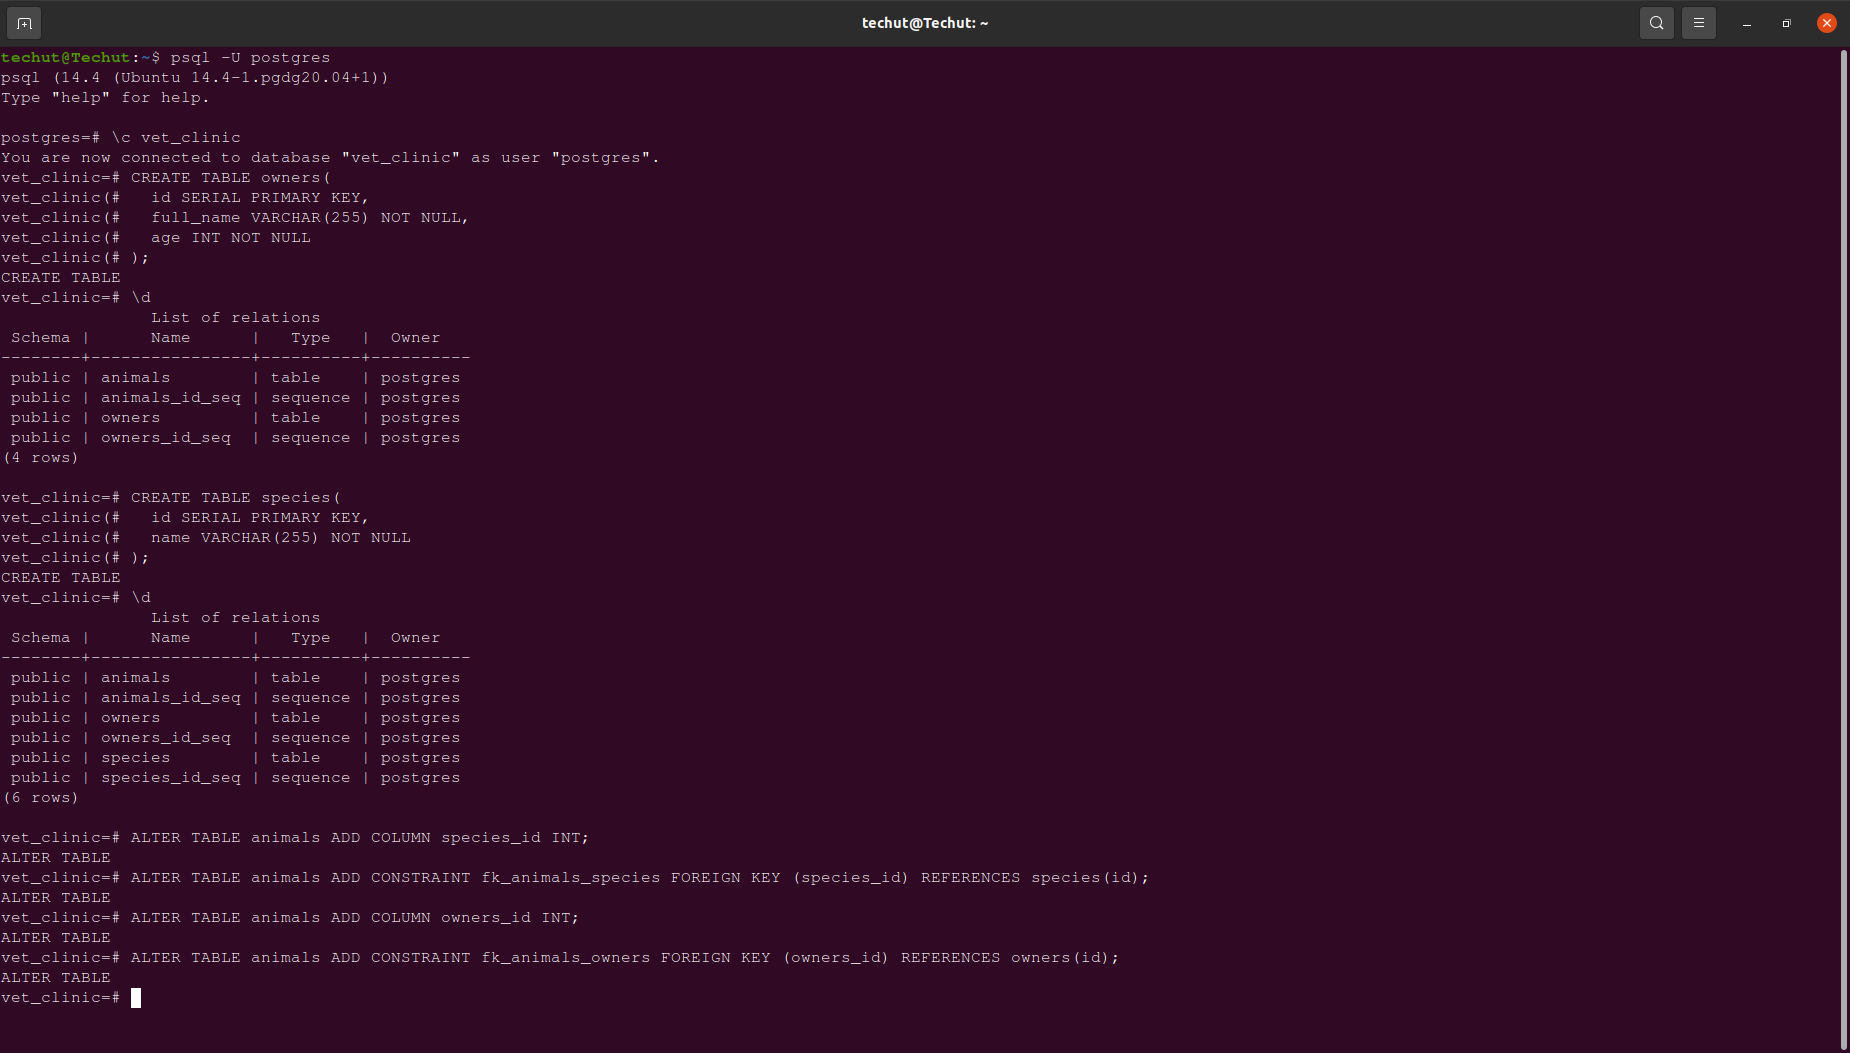 techut@Techut: ~
techut@Techut:~$ psql -U postgres
psql (14.4 (Ubuntu 14.4-1.pgdg20.04+1))
Type "help" for help.

postgres=# \c vet_clinic
You are now connected to database "vet_clinic" as user "postgres".
vet_clinic=# CREATE TABLE owners(
vet_clinic(#   id SERIAL PRIMARY KEY,
vet_clinic(#   full_name VARCHAR(255) NOT NULL,
vet_clinic(#   age INT NOT NULL
vet_clinic(# );
CREATE TABLE
vet_clinic=# \d
               List of relations
 Schema |      Name      |   Type   |  Owner
--------+----------------+----------+----------
 public | animals        | table    | postgres
 public | animals_id_seq | sequence | postgres
 public | owners         | table    | postgres
 public | owners_id_seq  | sequence | postgres
(4 rows)

vet_clinic=# CREATE TABLE species(
vet_clinic(#   id SERIAL PRIMARY KEY,
vet_clinic(#   name VARCHAR(255) NOT NULL
vet_clinic(# );
CREATE TABLE
vet_clinic=# \d
               List of relations
 Schema |      Name      |   Type   |  Owner
--------+----------------+----------+----------
 public | animals        | table    | postgres
 public | animals_id_seq | sequence | postgres
 public | owners         | table    | postgres
 public | owners_id_seq  | sequence | postgres
 public | species        | table    | postgres
 public | species_id_seq | sequence | postgres
(6 rows)

vet_clinic=# ALTER TABLE animals ADD COLUMN species_id INT;
ALTER TABLE
vet_clinic=# ALTER TABLE animals ADD CONSTRAINT fk_animals_species FOREIGN KEY (species_id) REFERENCES species(id);
ALTER TABLE
vet_clinic=# ALTER TABLE animals ADD COLUMN owners_id INT;
ALTER TABLE
vet_clinic=# ALTER TABLE animals ADD CONSTRAINT fk_animals_owners FOREIGN KEY (owners_id) REFERENCES owners(id);
ALTER TABLE
vet_clinic=#